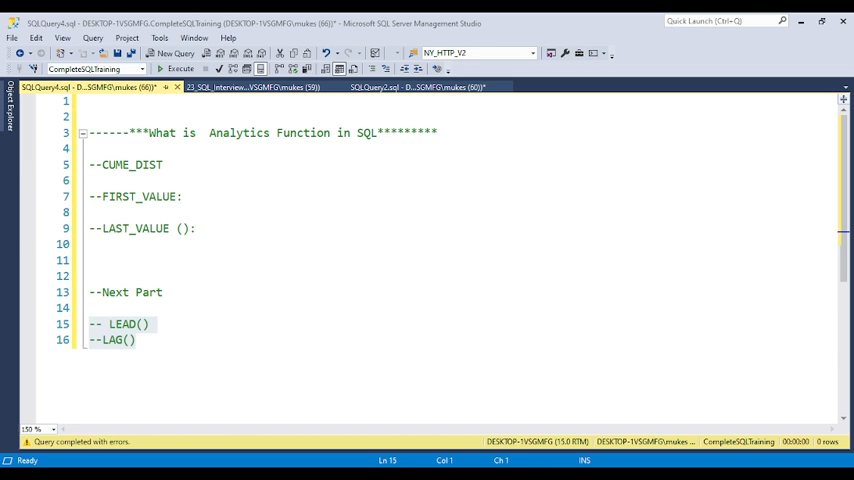 SQLQuery4.sql - DESKTOP-1VSGMFG.CompleteSQLTraining (DESKTOP-1VSGMFG\mukes (66))* - Microsoft SQL Server Management Studio
Quick Launch (Ctrl+Q)
File Edit View Query Project Tools Window Help
New Query
NY_HTTP_V2
CompleteSQLTraining
Execute
SQLQuery4.sql - D...SGMFG\mukes (66))*
23_SQL_Interview...VSGMFG\mukes (59))
SQLQuery2.sql - D...SGMFG\mukes (60))*
Object Explorer
1
2
3 ------***What is  Analytics Function in SQL*********
4
5 --CUME_DIST
6
7 --FIRST_VALUE:
8
9 --LAST_VALUE ():
10
11
12
13 --Next Part
14
15 -- LEAD()
16 --LAG()
150 %
Query completed with errors.
DESKTOP-1VSGMFG (15.0 RTM)
DESKTOP-1VSGMFG\mukes ...
CompleteSQLTraining
00:00:00
0 rows
Ready
Ln 15
Col 1
Ch 1
INS